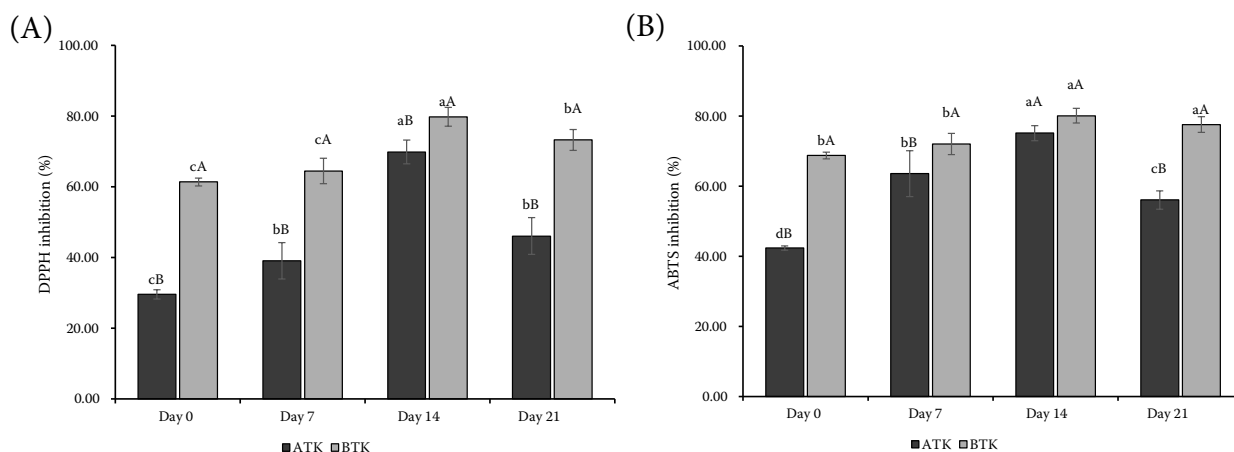 (A)
100.00
80.00
60.00
40.00
20.00
0.00
DPPH inhibition (%)
cB
cA
bB
cA
aB
aA
bB
bA
Day 0
Day 7
Day 14
Day 21
ATK
BTK
(B)
100.00
80.00
60.00
40.00
20.00
0.00
ABTS inhibition (%)
dB
bA
bB
bA
aA
aA
cB
aA
Day 0
Day 7
Day 14
Day 21
ATK
BTK